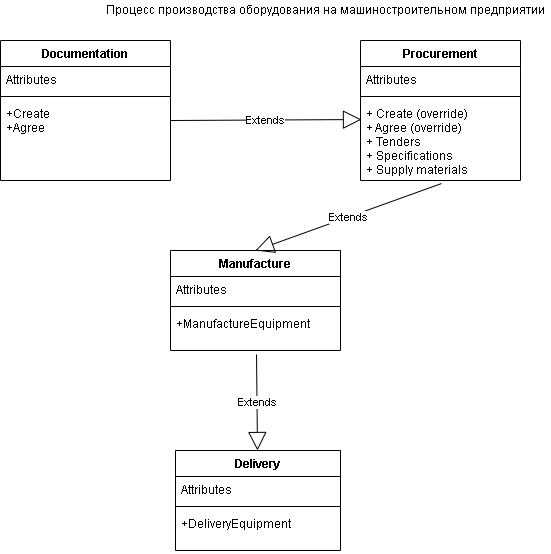 Процесс производства оборудования на машиностроительном предприятии
Documentation
Attributes
+Create
+Agree
Extends
Procurement
Attributes
+ Create (override)
+ Agree (override)
+ Tenders
+ Specifications
+ Supply materials
Extends
Manufacture
Attributes
+ManufactureEquipment
Extends
Delivery
Attributes
+DeliveryEquipment